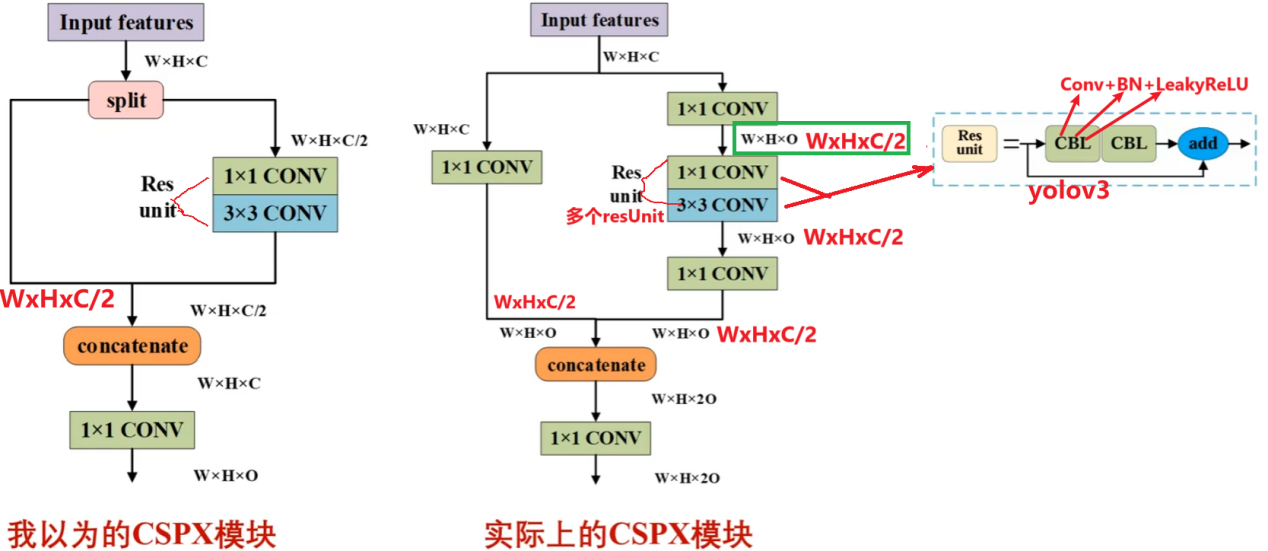 Input features
W×H×C
split
W×H×C/2
1×1 CONV
3×3 CONV
Res
unit
WxHxC/2
W×H×C/2
concatenate
W×H×C
1×1 CONV
W×H×O
我以为的CSPX模块
Input features
W×H×C
W×H×C
1×1 CONV
1×1 CONV
W×H×O WxHxC/2
1×1 CONV
3×3 CONV
Res
unit
多个resUnit
W×H×O WxHxC/2
1×1 CONV
WxHxC/2
W×H×O
W×H×O WxHxC/2
concatenate
W×H×2O
1×1 CONV
W×H×2O
实际上的CSPX模块
Conv+BN+LeakyReLU
Res
unit
=
CBL
CBL
add
yolov3